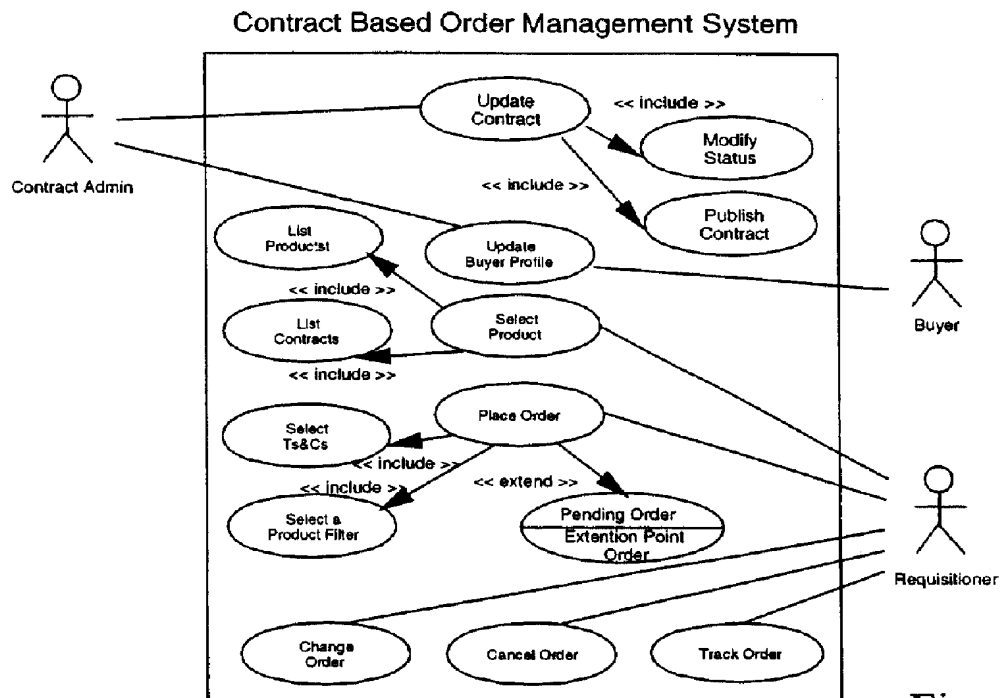 Contract Based Order Management System
Update
Contract
<< include >>
Modify
Status
Contract Admin
<< include >>
Publish
Contract
List
Productst
Update
Buyer Profile
<< include >>
Buyer
List
Contracts
Select
Product
<< include >>
Place Order
Select
Ts&Cs
<< include >>
<< include >>
<< extend >>
Select a
Product Filter
Pending Order
Extention Point
Order
Requisitioner
Change
Order
Cancel Order
Track Order